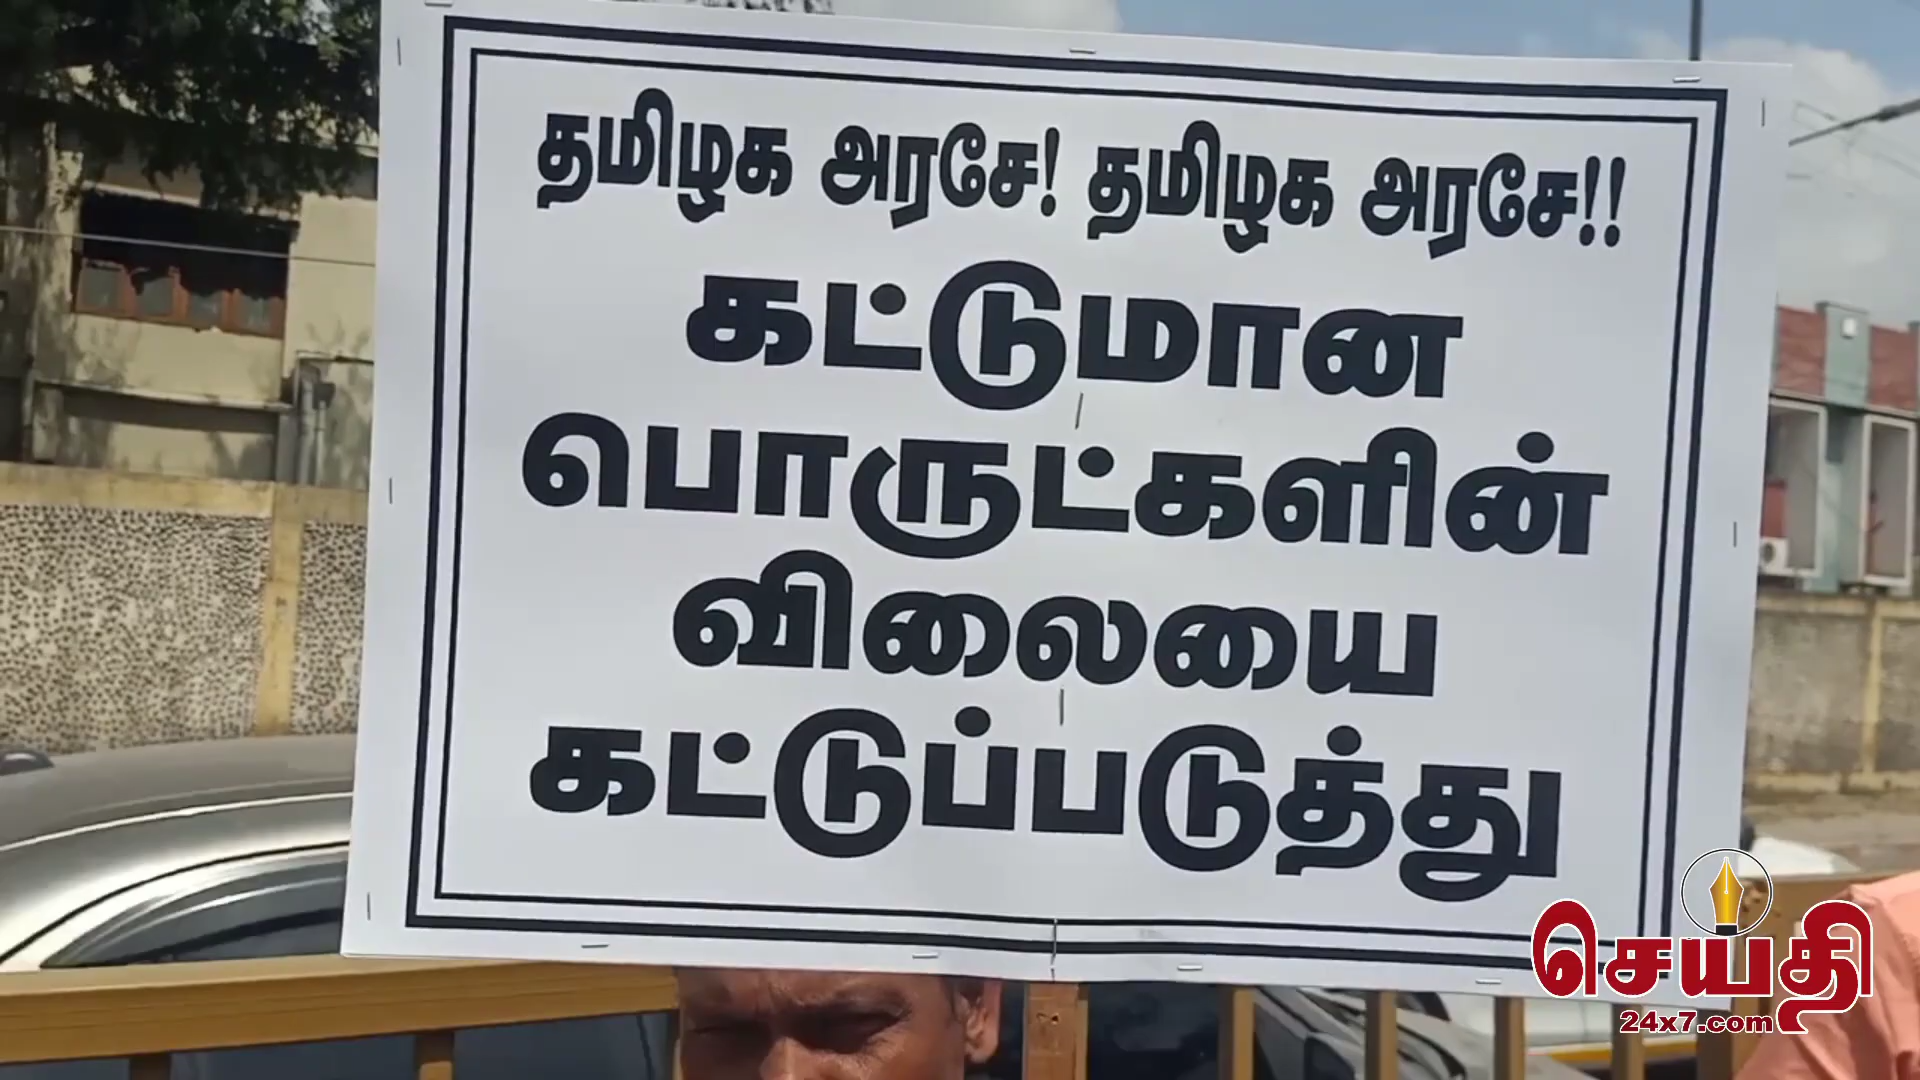 தமிழக அரசே! தமிழக அரசே!!
கட்டுமான
பொருட்களின்
விலையை
கட்டுப்படுத்து
செய்தி
24x7.com